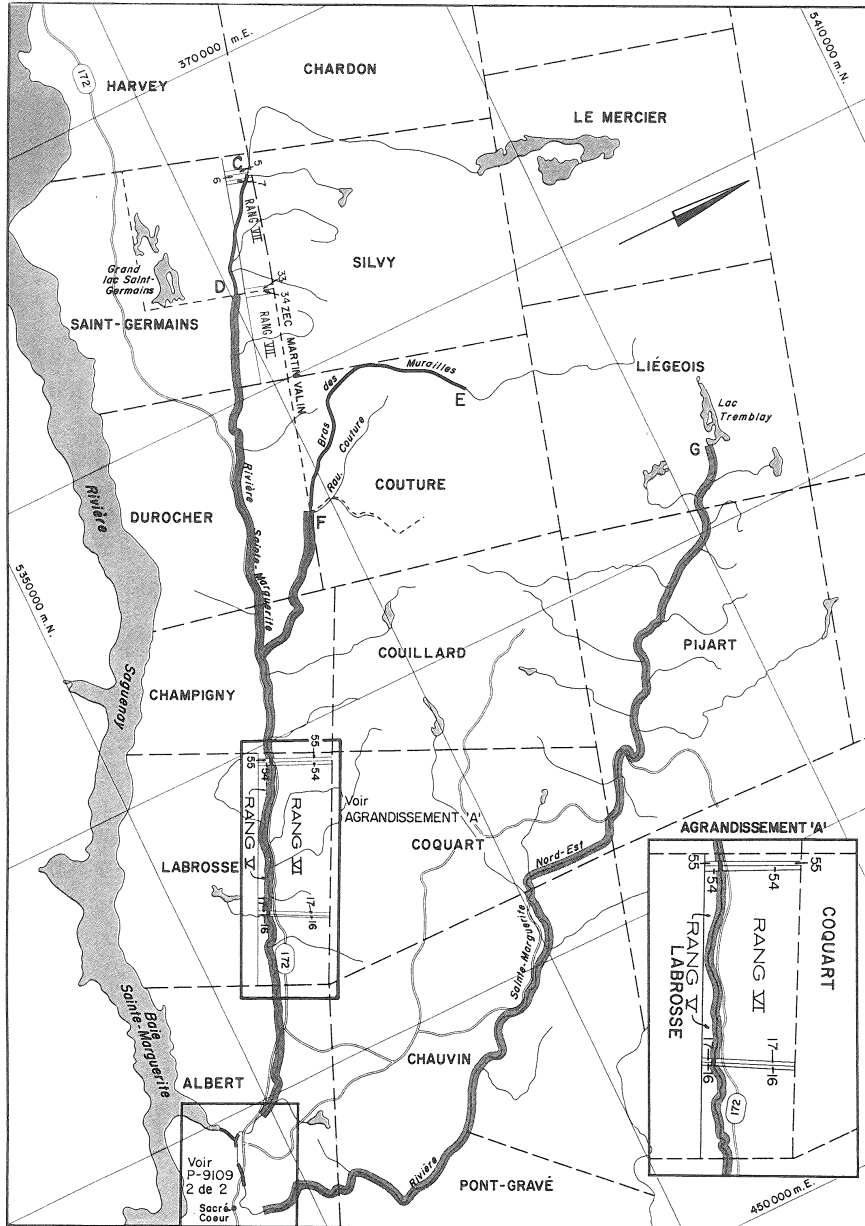 370000 m.E.
5410000 m.N.
172
HARVEY
CHARDON
LE MERCIER
C
5
6
7
RANG VII
SILVY
Grand
lac Saint-
Germains
D
33
34
ZEC MARTIN VALIN
RANG VII
SAINT-GERMAINS
Bras des Murailles
E
LIÉGEOIS
Lac
Tremblay
G
Rau. Couture
COUTURE
F
Rivière
DUROCHER
Rivière
Sainte-Marguerite
5350000 m.N.
COUILLARD
PIJART
CHAMPIGNY
Saguenay
55
54
55
54
RANG V
RANG VI
Voir
AGRANDISSEMENT 'A'
COQUART
LABROSSE
17
16
17
16
172
Nord-Est
Sainte-Marguerite
AGRANDISSEMENT 'A'
55
54
54
55
COQUART
RANG VI
RANG V
LABROSSE
17
16
17
16
172
Baie
Sainte-Marguerite
CHAUVIN
ALBERT
Rivière
PONT-GRAVÉ
Voir
P-9109
2 de 2
Sacré
Coeur
450000 m.E.